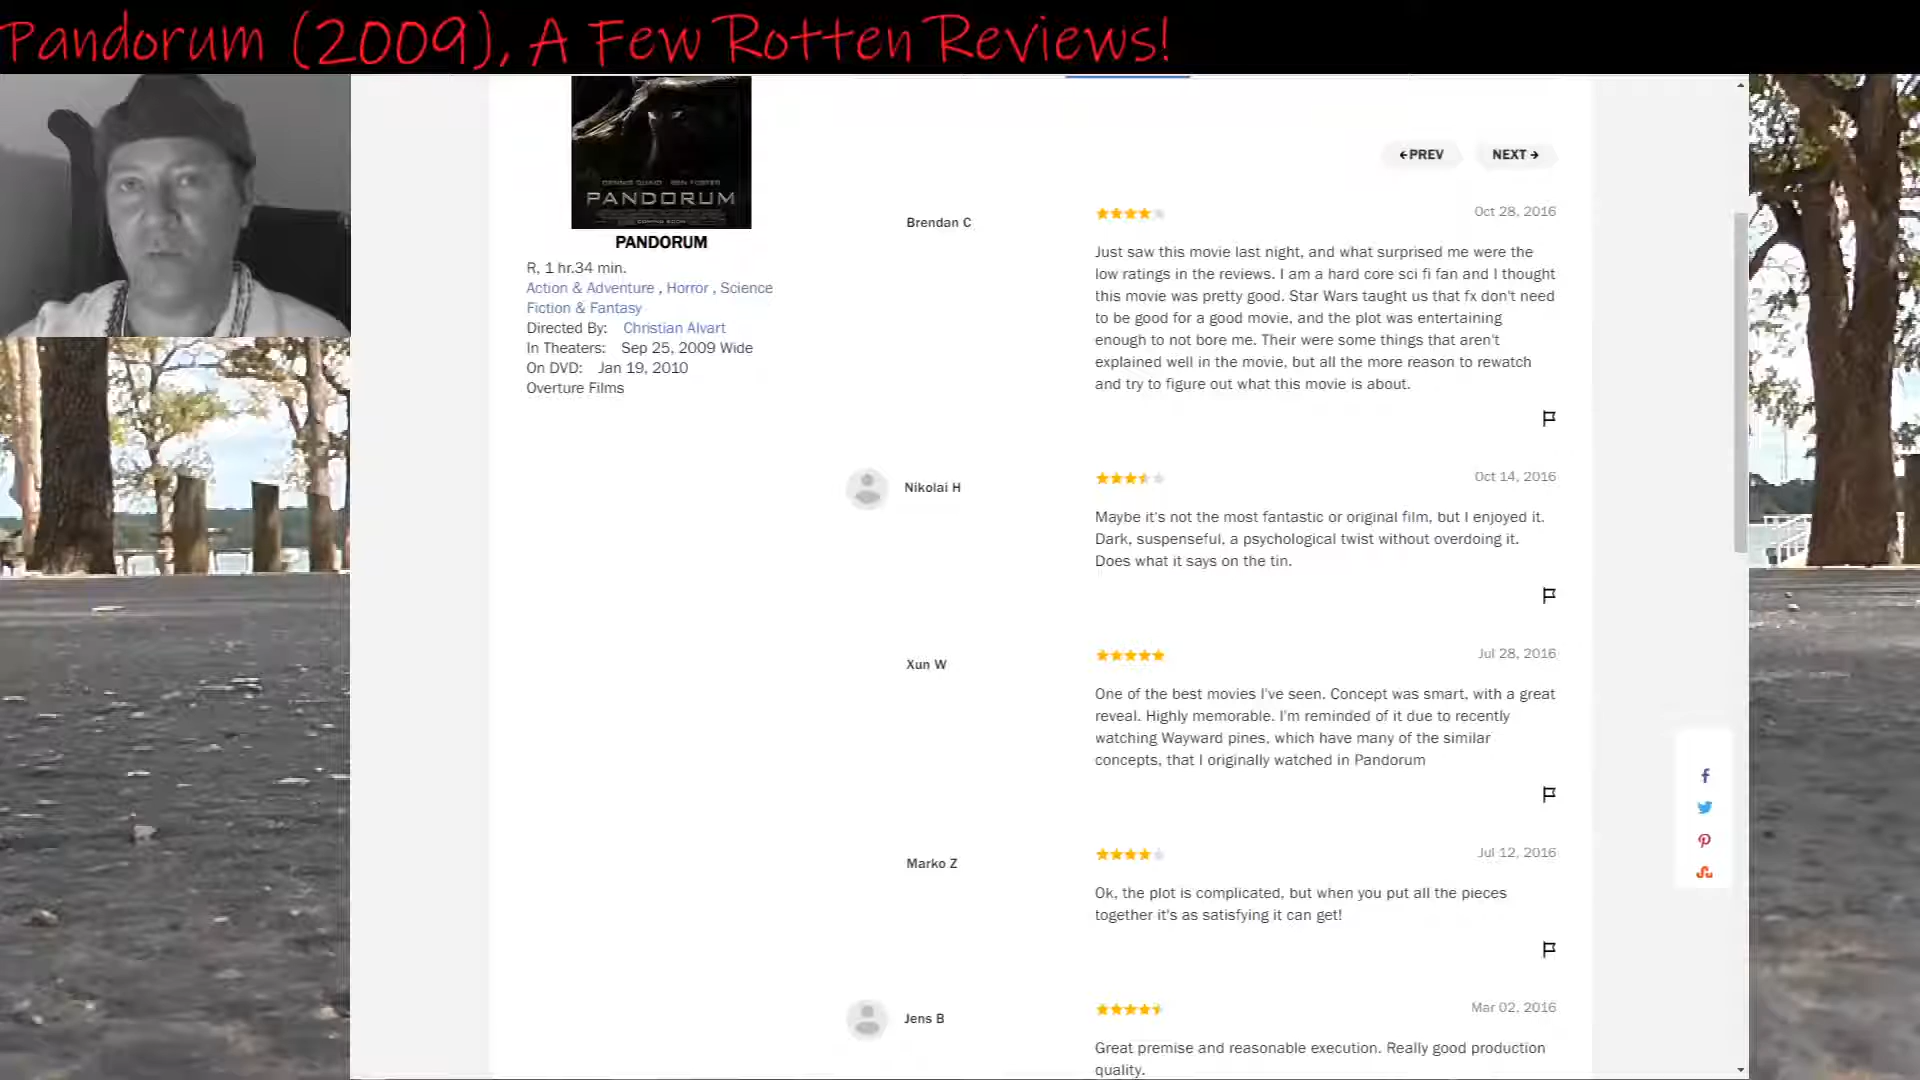 Pandorum (2009), A Few Rotten Reviews!
DENNIS QUAID BEN FOSTER
PANDORUM
COMING SOON
PANDORUM
R, 1 hr.34 min.
Action & Adventure , Horror , Science
Fiction & Fantasy
Directed By: Christian Alvart
In Theaters: Sep 25, 2009 Wide
On DVD: Jan 19, 2010
Overture Films
PREV NEXT
Brendan C
Oct 28, 2016
Just saw this movie last night, and what surprised me were the
low ratings in the reviews. I am a hard core sci fi fan and I thought
this movie was pretty good. Star Wars taught us that fx don't need
to be good for a good movie, and the plot was entertaining
enough to not bore me. Their were some things that aren't
explained well in the movie, but all the more reason to rewatch
and try to figure out what this movie is about.
Nikolai H
Oct 14, 2016
Maybe it's not the most fantastic or original film, but I enjoyed it.
Dark, suspenseful, a psychological twist without overdoing it.
Does what it says on the tin.
Xun W
Jul 28, 2016
One of the best movies I've seen. Concept was smart, with a great
reveal. Highly memorable. I'm reminded of it due to recently
watching Wayward pines, which have many of the similar
concepts, that I originally watched in Pandorum
Marko Z
Jul 12, 2016
Ok, the plot is complicated, but when you put all the pieces
together it's as satisfying it can get!
Jens B
Mar 02, 2016
Great premise and reasonable execution. Really good production
quality.